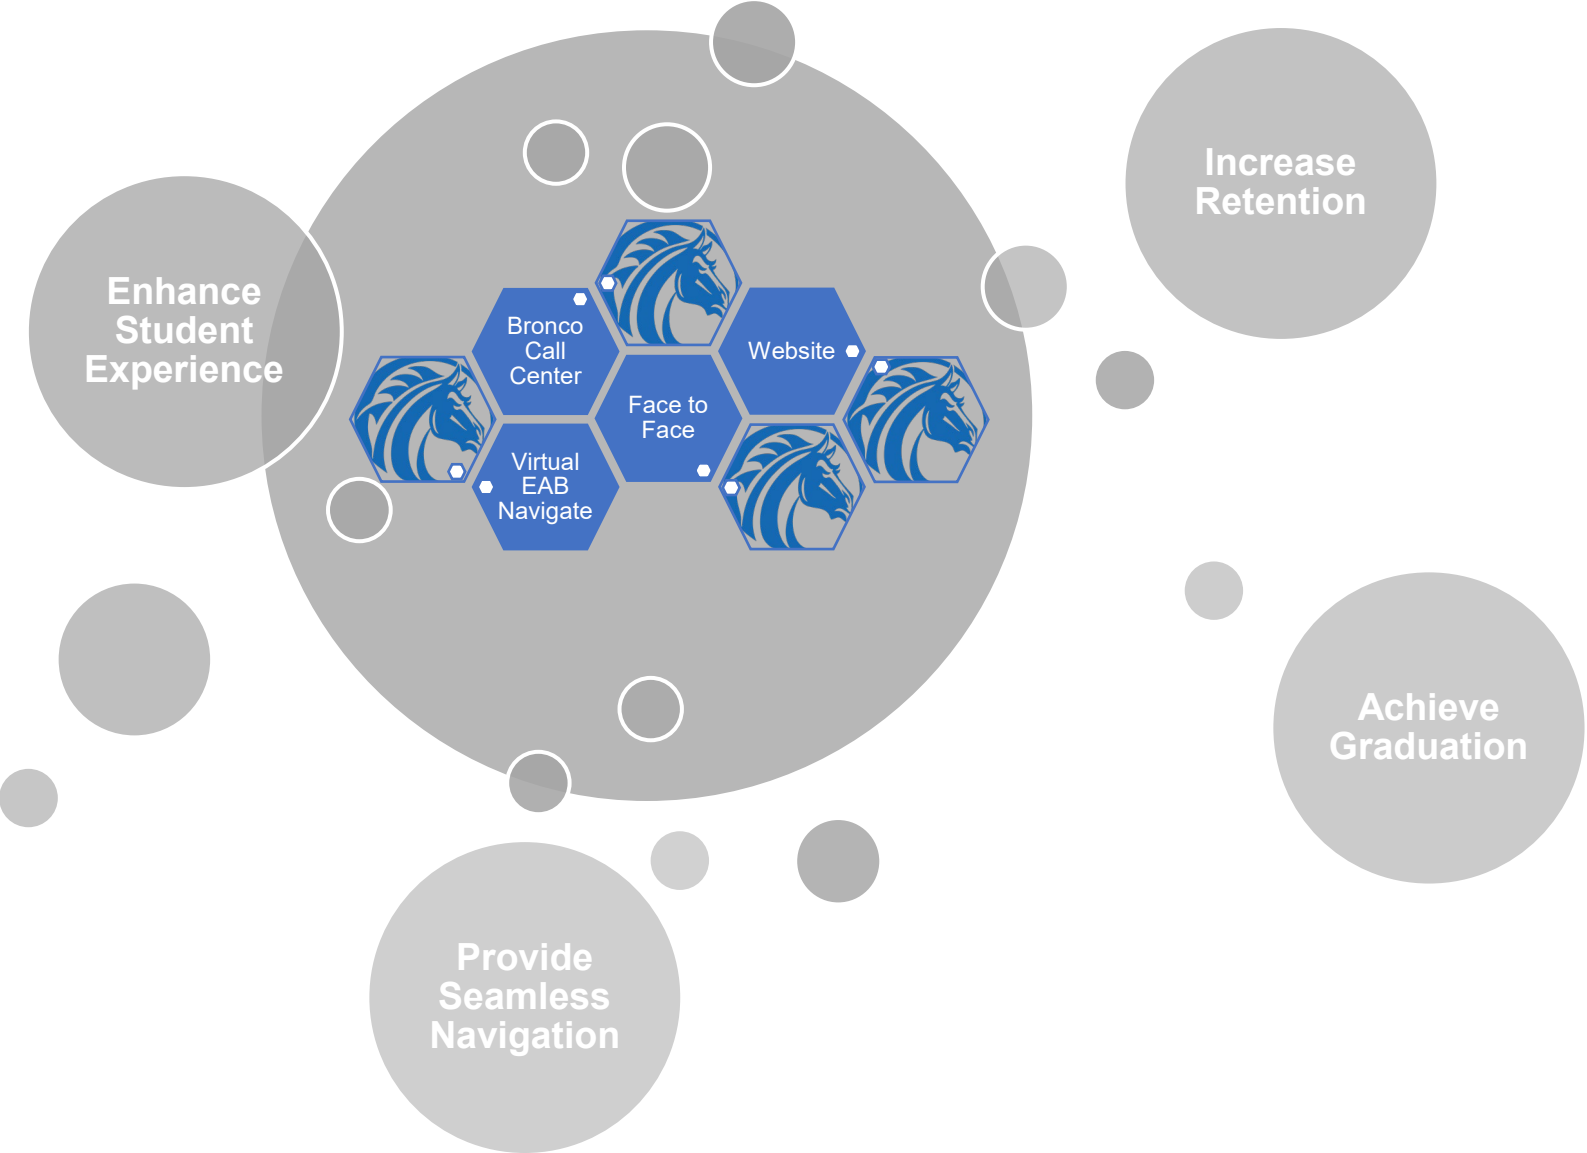 Increase
Retention
Enhance
Student
Experience
Bronco
Call
Center
Website
Face to
Face
Virtual
EAB
Navigate
Achieve
Graduation
Provide
Seamless
Navigation